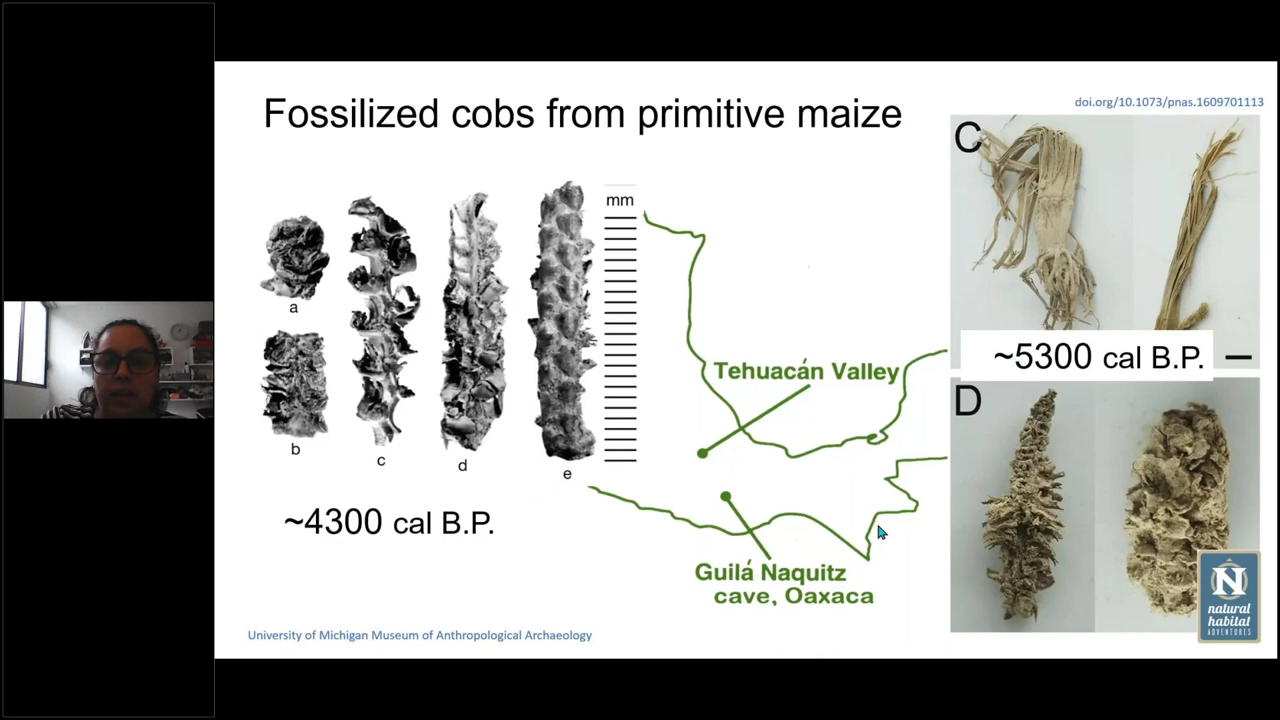 Fossilized cobs from primitive maize
doi.org/10.1073/pnas.1609701113
mm
a
b
c
d
e
~4300 cal B.P.
Tehuacán Valley
Guilá Naquitz
cave, Oaxaca
C
~5300 cal B.P.
D
University of Michigan Museum of Anthropological Archaeology
N
natural
habitat
ADVENTURES